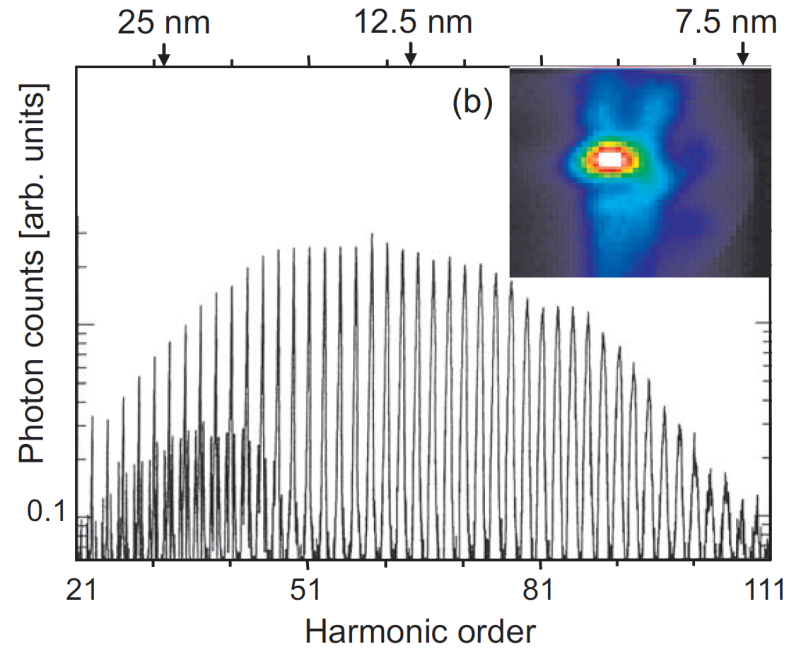 25 nm 12.5 nm 7.5 nm
(b)
Photon counts [arb. units]
0.1
21 51 81 111
Harmonic order